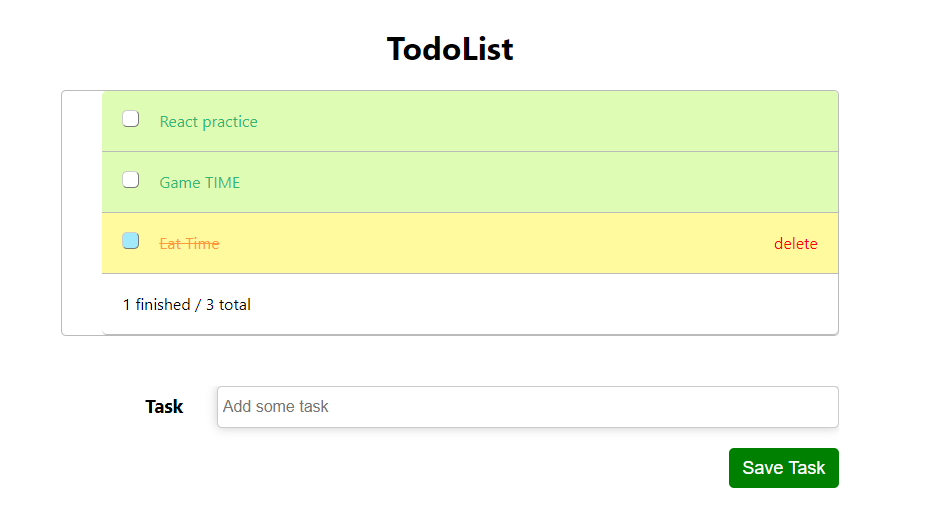 TodoList
React practice
Game TIME
Eat Time delete
1 finished / 3 total
Task Add some task
Save Task